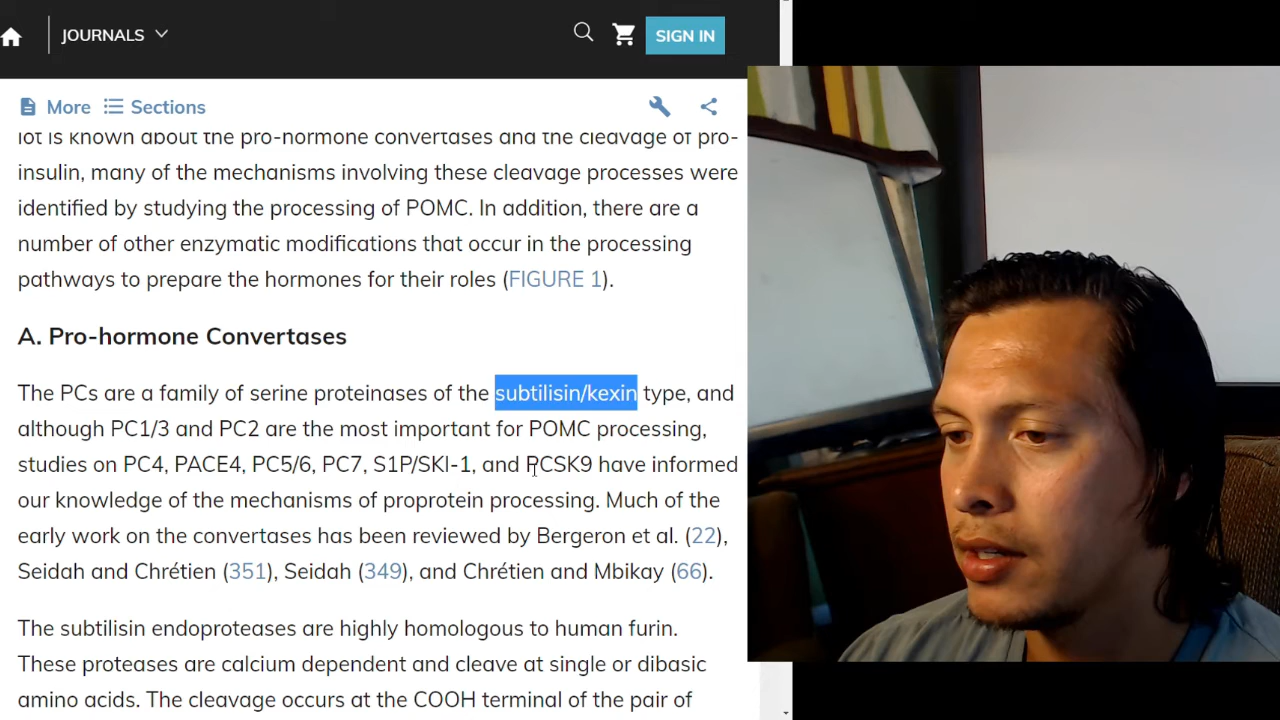 JOURNALS
SIGN IN
More
Sections
lot is known about the pro-hormone convertases and the cleavage of pro-
insulin, many of the mechanisms involving these cleavage processes were
identified by studying the processing of POMC. In addition, there are a
number of other enzymatic modifications that occur in the processing
pathways to prepare the hormones for their roles (FIGURE 1).
A. Pro-hormone Convertases
The PCs are a family of serine proteinases of the subtilisin/kexin type, and
although PC1/3 and PC2 are the most important for POMC processing,
studies on PC4, PACE4, PC5/6, PC7, S1P/SKI-1, and PCSK9 have informed
our knowledge of the mechanisms of proprotein processing. Much of the
early work on the convertases has been reviewed by Bergeron et al. (22),
Seidah and Chrétien (351), Seidah (349), and Chrétien and Mbikay (66).
The subtilisin endoproteases are highly homologous to human furin.
These proteases are calcium dependent and cleave at single or dibasic
amino acids. The cleavage occurs at the COOH terminal of the pair of